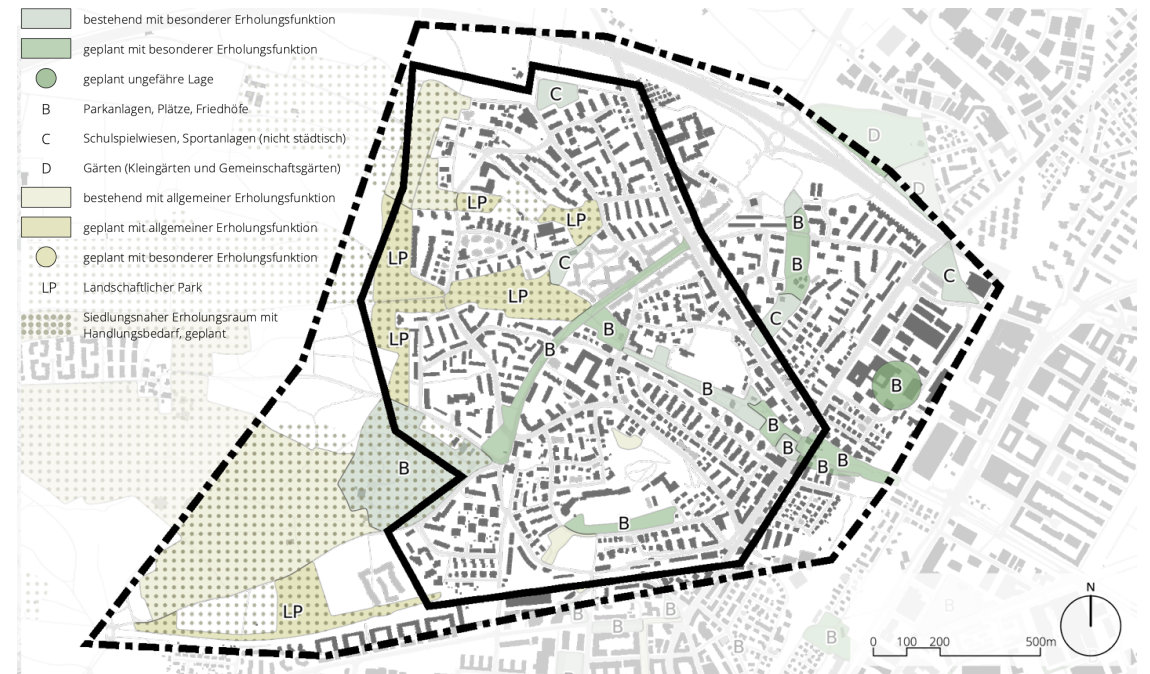 bestehend mit besonderer Erholungsfunktion
geplant mit besonderer Erholungsfunktion
geplant ungefähre Lage
B Parkanlagen, Plätze, Friedhöfe
C Schulspielwiesen, Sportanlagen (nicht städtisch)
D Gärten (Kleingärten und Gemeinschaftsgärten)
bestehend mit allgemeiner Erholungsfunktion
geplant mit allgemeiner Erholungsfunktion
geplant mit besonderer Erholungsfunktion
LP Landschaftlicher Park
Siedlungsnaher Erholungsraum mit
Handlungsbedarf, geplant
C
D
D
LP
LP
B
LP
C
B
C
LP
C
B
LP
B
B
B
B
B
B
B
B
B
B
LP
B
B
B
B
B
B
N
0 100 200 500m